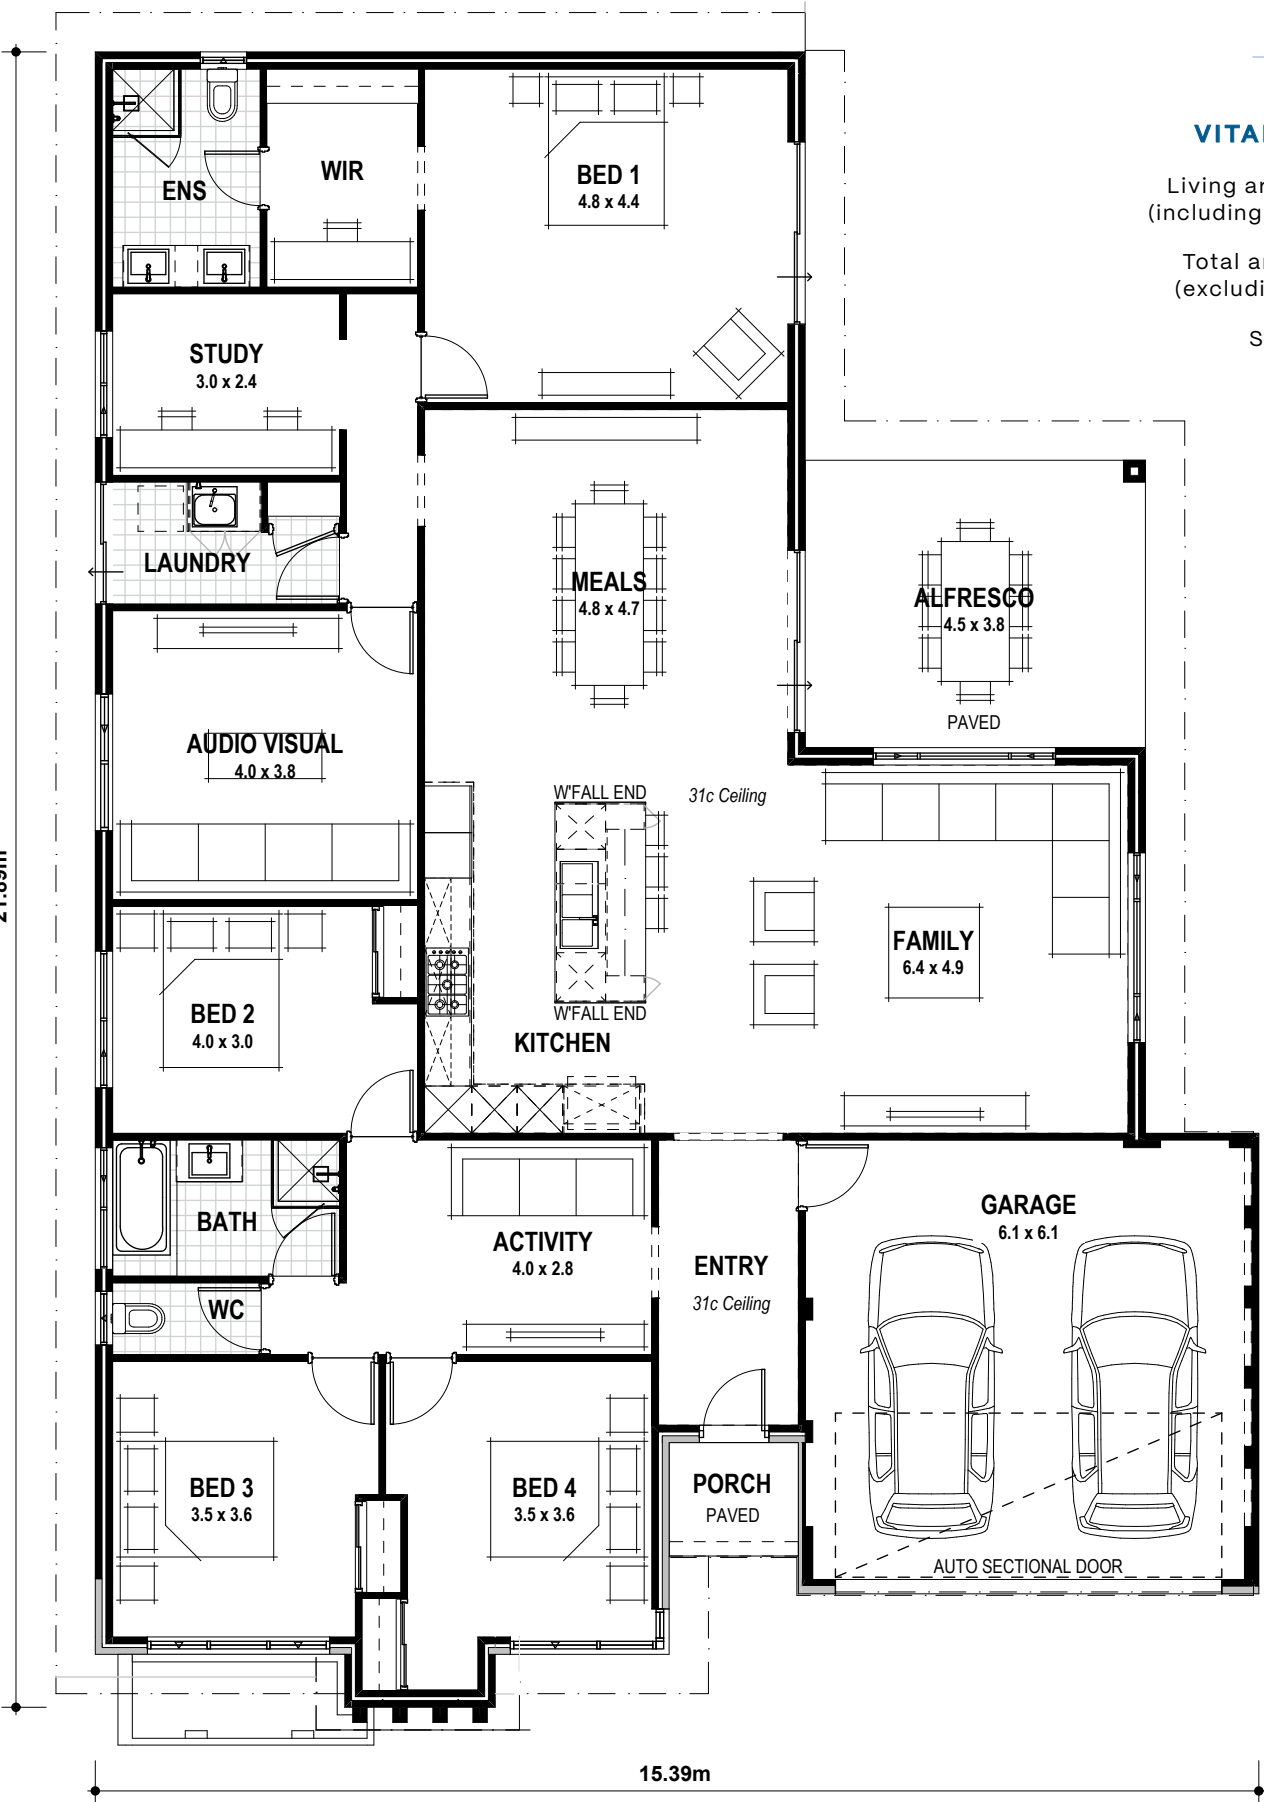 VITA
Living a
(including
Total a
(excludi
S
ENS
WIR
BED 1
4.8 x 4.4
STUDY
3.0 x 2.4
LAUNDRY
MEALS
4.8 x 4.7
ALFRESCO
4.5 x 3.8
PAVED
AUDIO VISUAL
4.0 x 3.8
W'FALL END
31c Ceiling
FAMILY
6.4 x 4.9
BED 2
4.0 x 3.0
W'FALL END
KITCHEN
BATH
ACTIVITY
4.0 x 2.8
ENTRY
31c Ceiling
GARAGE
6.1 x 6.1
WC
BED 3
3.5 x 3.6
BED 4
3.5 x 3.6
PORCH
PAVED
AUTO SECTIONAL DOOR
15.39m